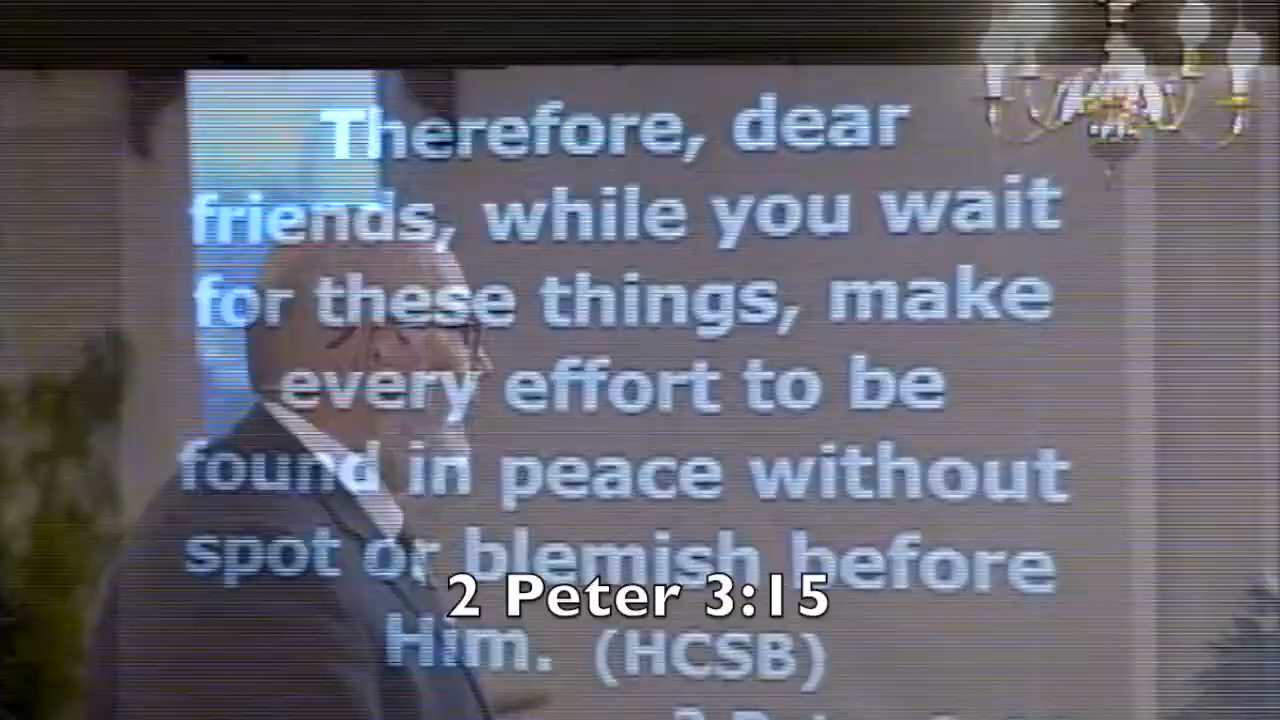 Therefore, dear
friends, while you wait
for these things, make
every effort to be
found in peace without
spot or blemish before
2 Peter 3:15
Him. (HCSB)